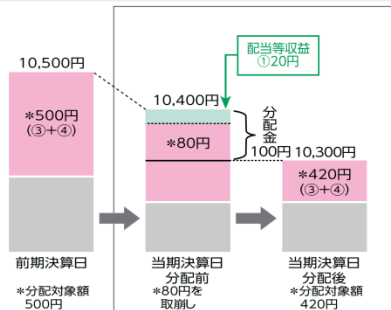 配当等収益
①20円
10,500円
10,400円
*500円
(③+④)
*80円
分配金
100円
10,300円
*420円
(③+④)
前期決算日
当期決算日
分配前
当期決算日
分配後
*分配対象額
500円
*80円を
取崩し
*分配対象額
420円